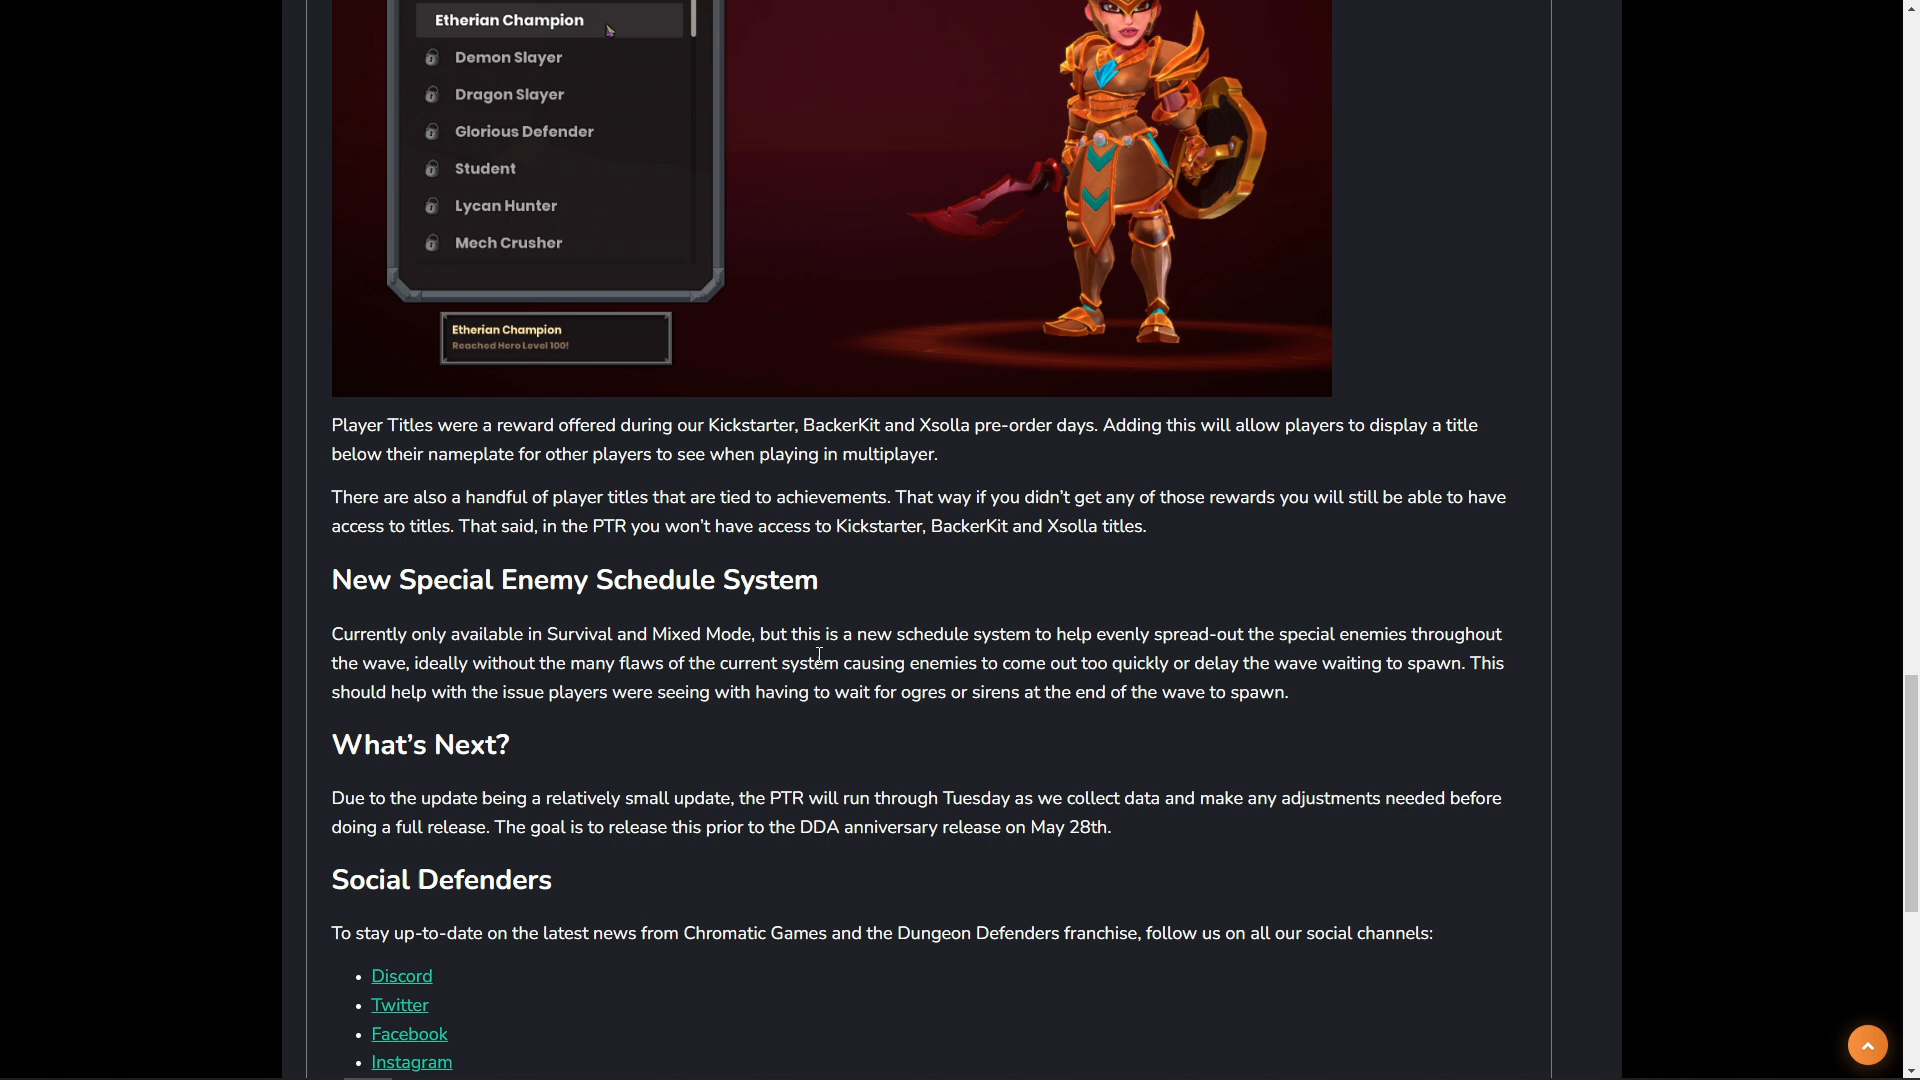 Etherian Champion
Demon Slayer
Dragon Slayer
Glorious Defender
Student
Lycan Hunter
Mech Crusher
Etherian Champion
Reached Hero Level 100!
Player Titles were a reward offered during our Kickstarter, BackerKit and Xsolla pre-order days. Adding this will allow players to display a title
below their nameplate for other players to see when playing in multiplayer.
There are also a handful of player titles that are tied to achievements. That way if you didn’t get any of those rewards you will still be able to have
access to titles. That said, in the PTR you won’t have access to Kickstarter, BackerKit and Xsolla titles.
New Special Enemy Schedule System
Currently only available in Survival and Mixed Mode, but this is a new schedule system to help evenly spread-out the special enemies throughout
the wave, ideally without the many flaws of the current system causing enemies to come out too quickly or delay the wave waiting to spawn. This
should help with the issue players were seeing with having to wait for ogres or sirens at the end of the wave to spawn.
What’s Next?
Due to the update being a relatively small update, the PTR will run through Tuesday as we collect data and make any adjustments needed before
doing a full release. The goal is to release this prior to the DDA anniversary release on May 28th.
Social Defenders
To stay up-to-date on the latest news from Chromatic Games and the Dungeon Defenders franchise, follow us on all our social channels:
Discord
Twitter
Facebook
Instagram